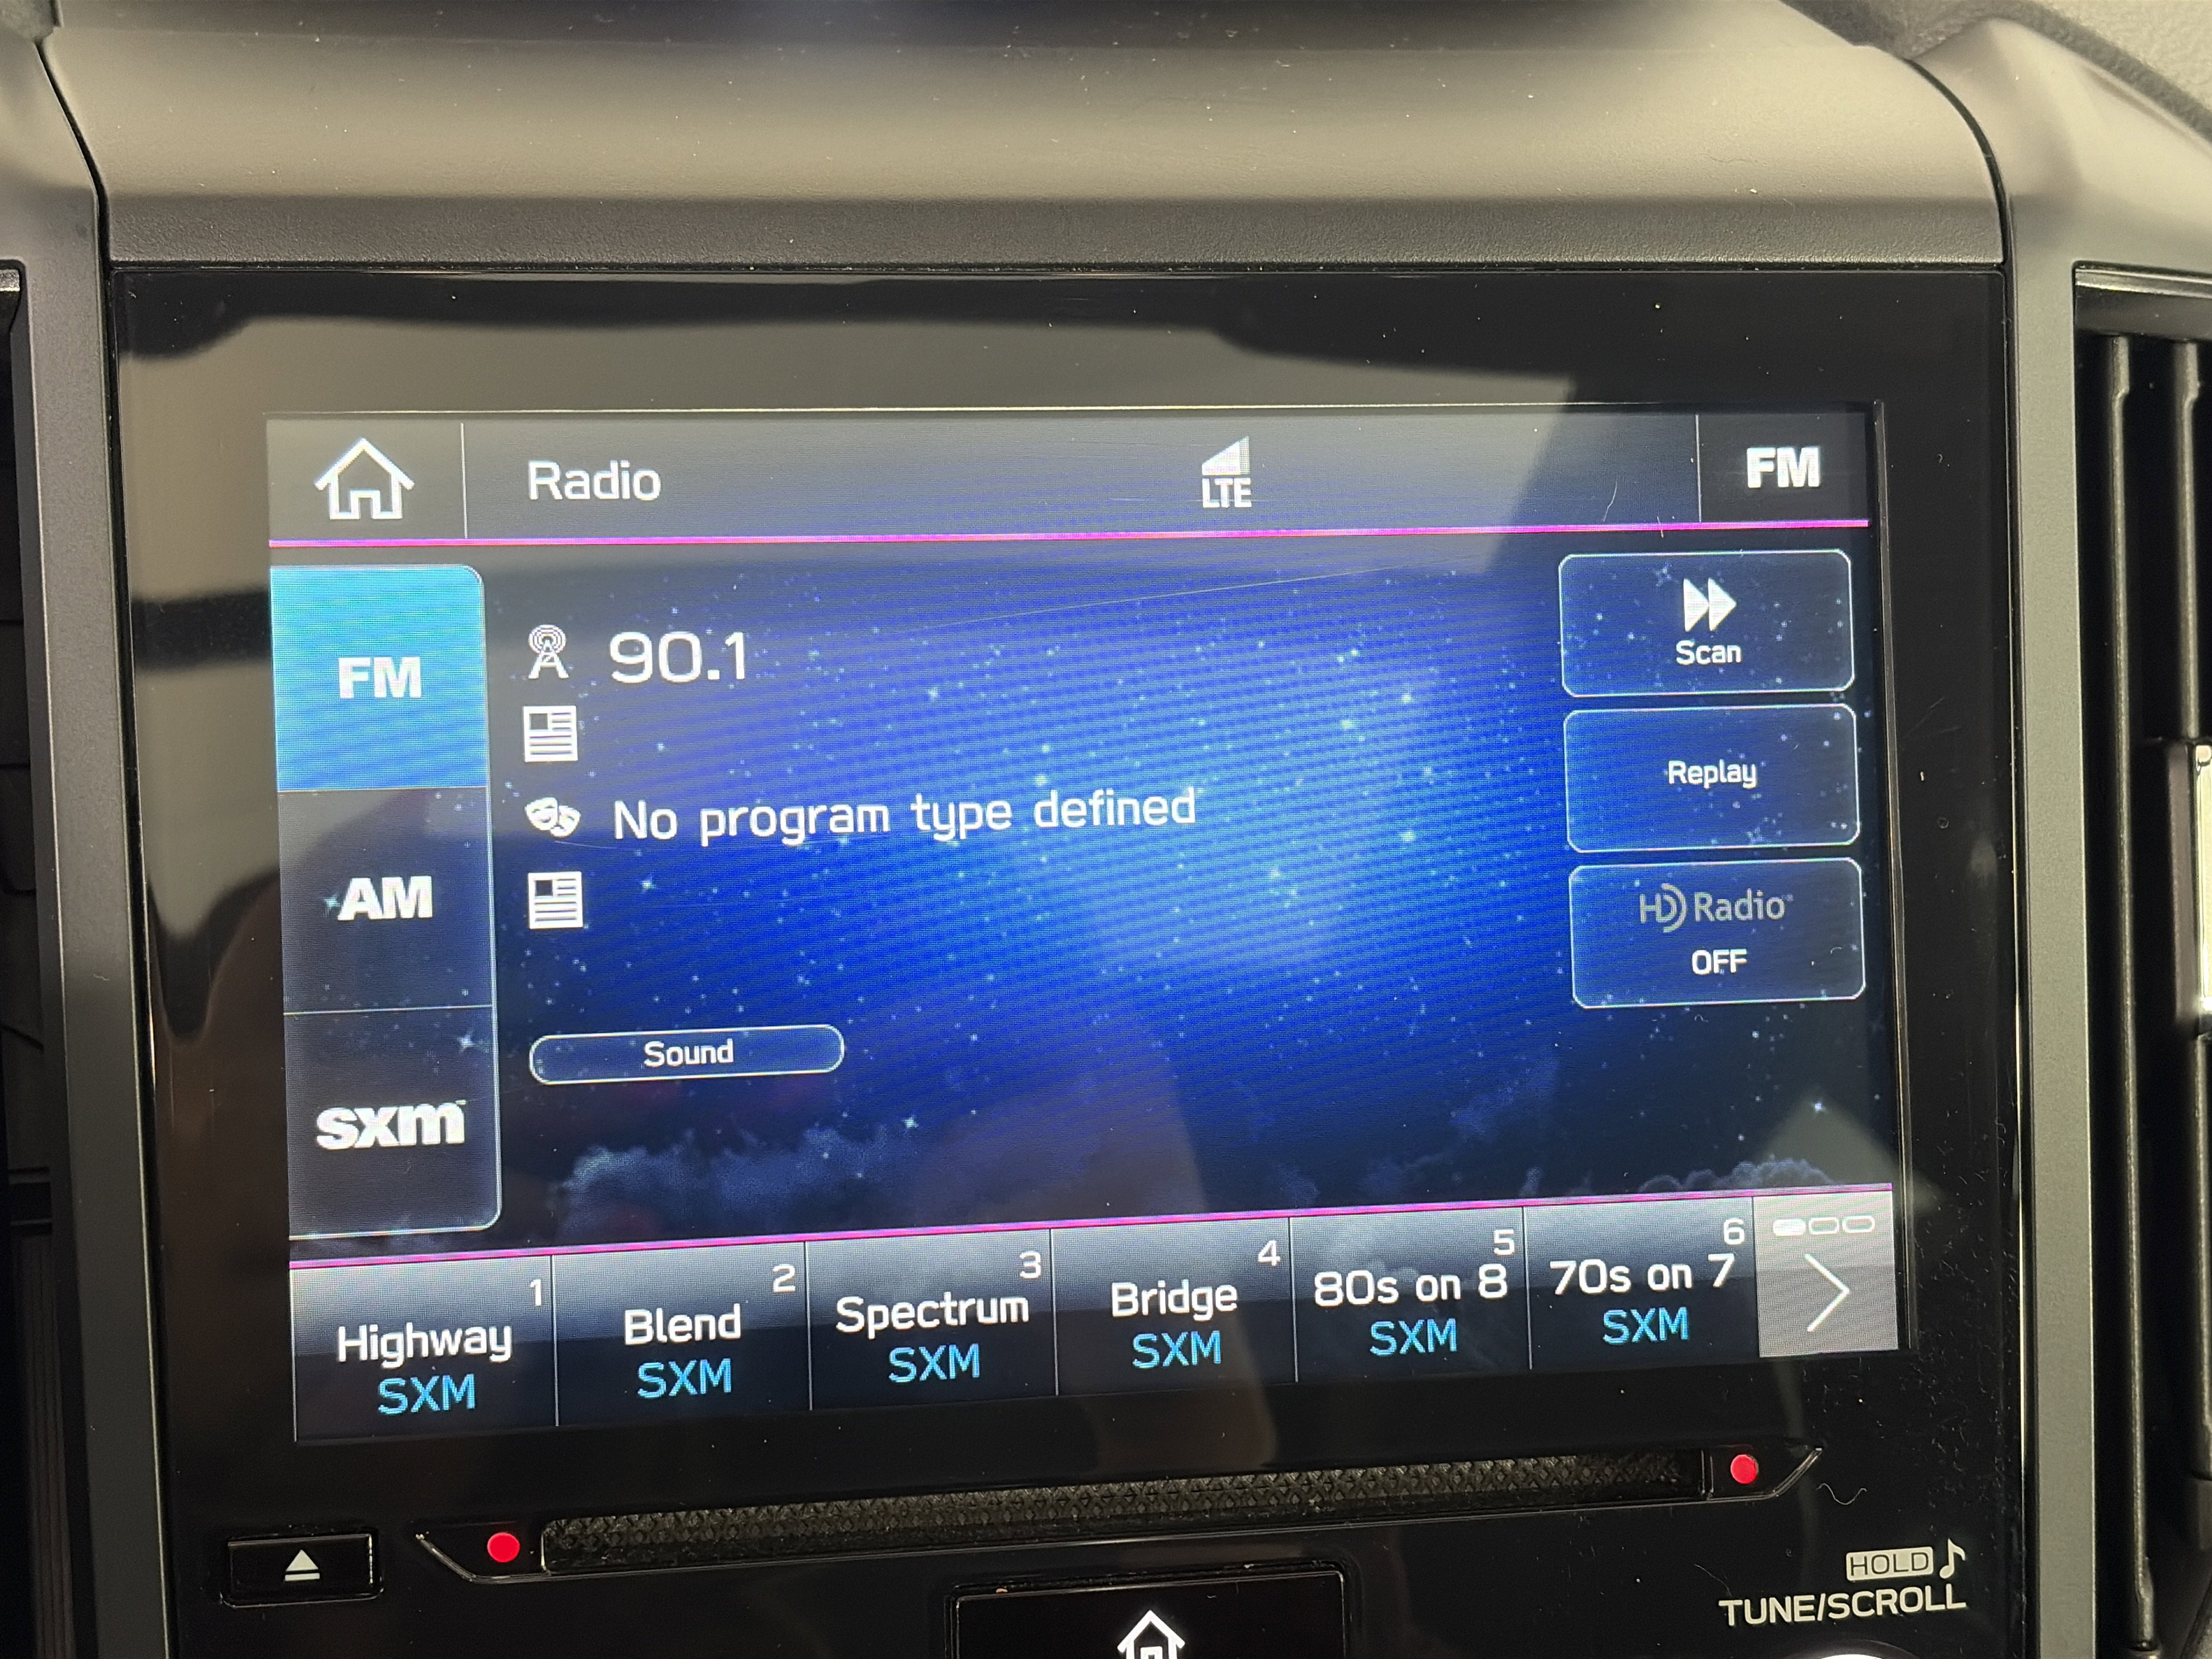 Radio
LTE
FM
FM
AM
sxm
90.1
No program type defined
Sound
Scan
Replay
HD Radio
OFF
1
Highway
SXM
2
Blend
SXM
3
Spectrum
SXM
4
Bridge
SXM
5
80s on 8
SXM
6
70s on 7
SXM
HOLD
TUNE/SCROLL